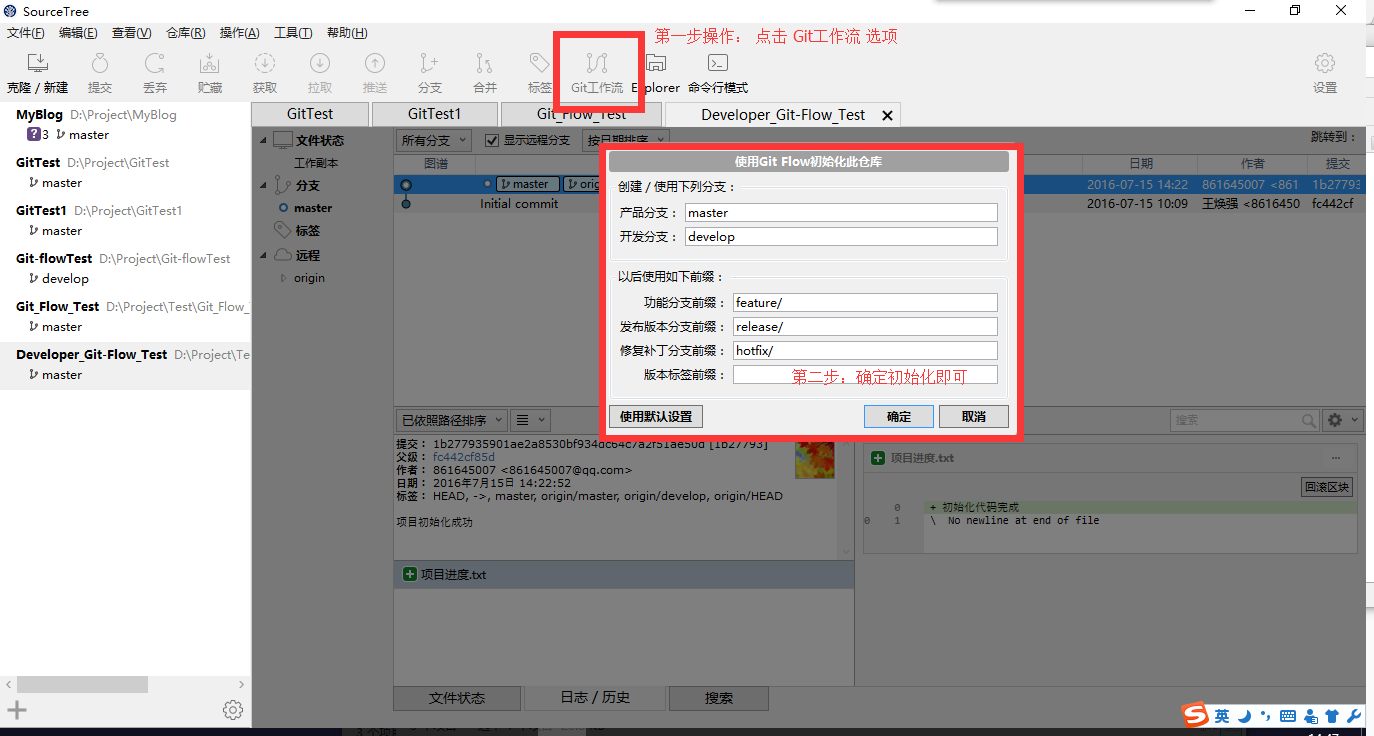 SourceTree
文件(F) 编辑(E) 查看(V) 仓库(R) 操作(A) 工具(T) 帮助(H)
第一步操作： 点击 Git工作流 选项
克隆 / 新建 提交 丢弃 贮藏 获取 拉取 推送 分支 合并 标签 Git工作流 Explorer 命令行模式 设置
MyBlog D:\Project\MyBlog
?3 master
GitTest D:\Project\GitTest
master
GitTest1 D:\Project\GitTest1
master
Git-flowTest D:\Project\Git-flowTest
develop
Git_Flow_Test D:\Project\Test\Git_Flow_
master
Developer_Git-Flow_Test D:\Project\Te
master
GitTest GitTest1 Git_Flow_Test Developer_Git-Flow_Test
文件状态
工作副本
分支
master
标签
远程
origin
所有分支 显示远程分支 按日期排序 跳转到：
图谱 日期 作者 提交
master orig 2016-07-15 14:22 861645007 <861 1b27793
Initial commit 2016-07-15 10:09 王焕强 <8616450 fc442cf
使用Git Flow初始化此仓库
创建 / 使用下列分支：
产品分支： master
开发分支： develop
以后使用如下前缀：
功能分支前缀： feature/
发布版本分支前缀： release/
修复补丁分支前缀： hotfix/
版本标签前缀： 第二步：确定初始化即可
使用默认设置 确定 取消
已依照路径排序 搜索
提交： 1b277935901ae2a8530bf934dc64c7a2f51ae50d [1b27793]
父级： fc442cf85d
作者： 861645007 <861645007@qq.com>
日期： 2016年7月15日 14:22:52
标签： HEAD, ->, master, origin/master, origin/develop, origin/HEAD
项目初始化成功
项目进度.txt
项目进度.txt
回滚区块
0 + 初始化代码完成
0 1 \ No newline at end of file
文件状态 日志 / 历史 搜索
英